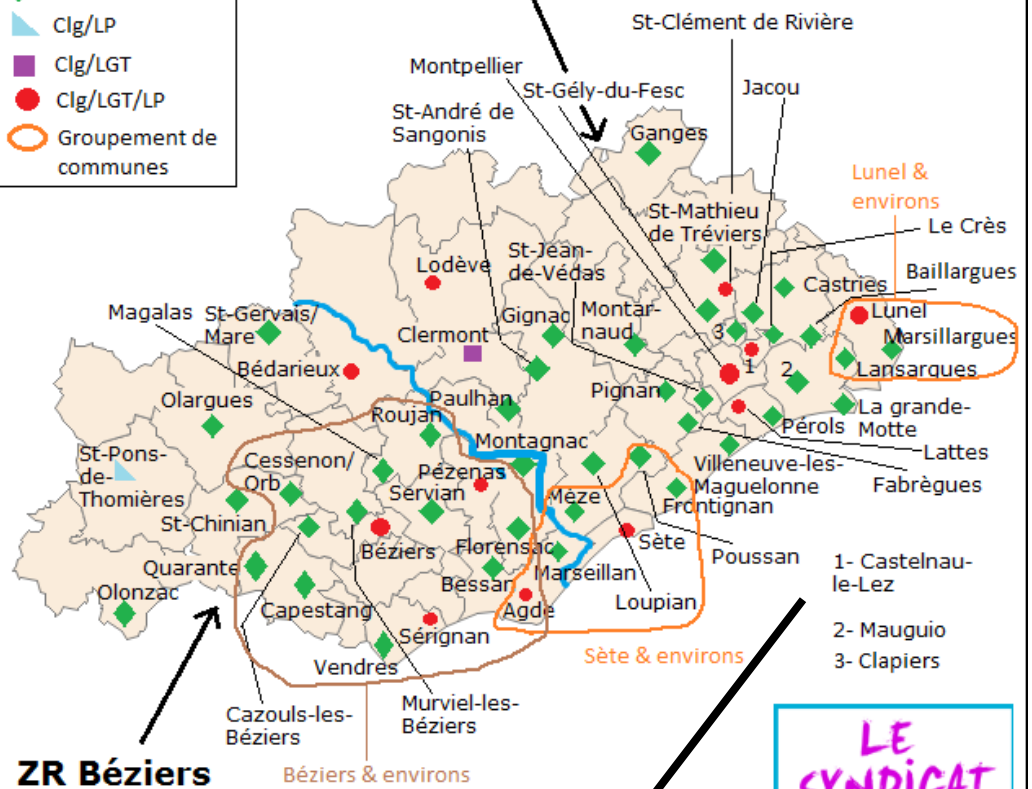 Clg/LP
Clg/LGT
Clg/LGT/LP
Groupement de
communes
St-Clément de Rivière
Montpellier
St-Gély-du-Fesc
Jacou
St-André de
Sangonis
Ganges
Lunel &
environs
St-Mathieu
de Tréviers
Le Crès
St-Jean-
de-Védas
Baillargues
Lodève
Castries
Magalas
St-Gervais/
Mare
Gignac
Montar-
naud
Lunel
Clermont
3
Marsillargues
Bédarieux
1
2
Lansargues
Olargues
Paulhan
Pignan
Roujan
La grande-
Motte
Pérols
St-Pons-
de-
Thomières
Cessenon/
Orb
Montagnac
Lattes
Pézenas
Villeneuve-les-
Maguelonne
Fabrègues
Servian
Mèze
Frontignan
St-Chinian
Béziers
Florensac
Sète
Poussan
Quarante
Bessan
Marseillan
1- Castelnau-
le-Lez
Olonzac
Capestang
Agde
Loupian
Sérignan
2- Mauguio
Vendres
Sète & environs
3- Clapiers
Cazouls-les-
Béziers
Murviel-les-
Béziers
ZR Béziers
Béziers & environs
LE
SYNDICAT